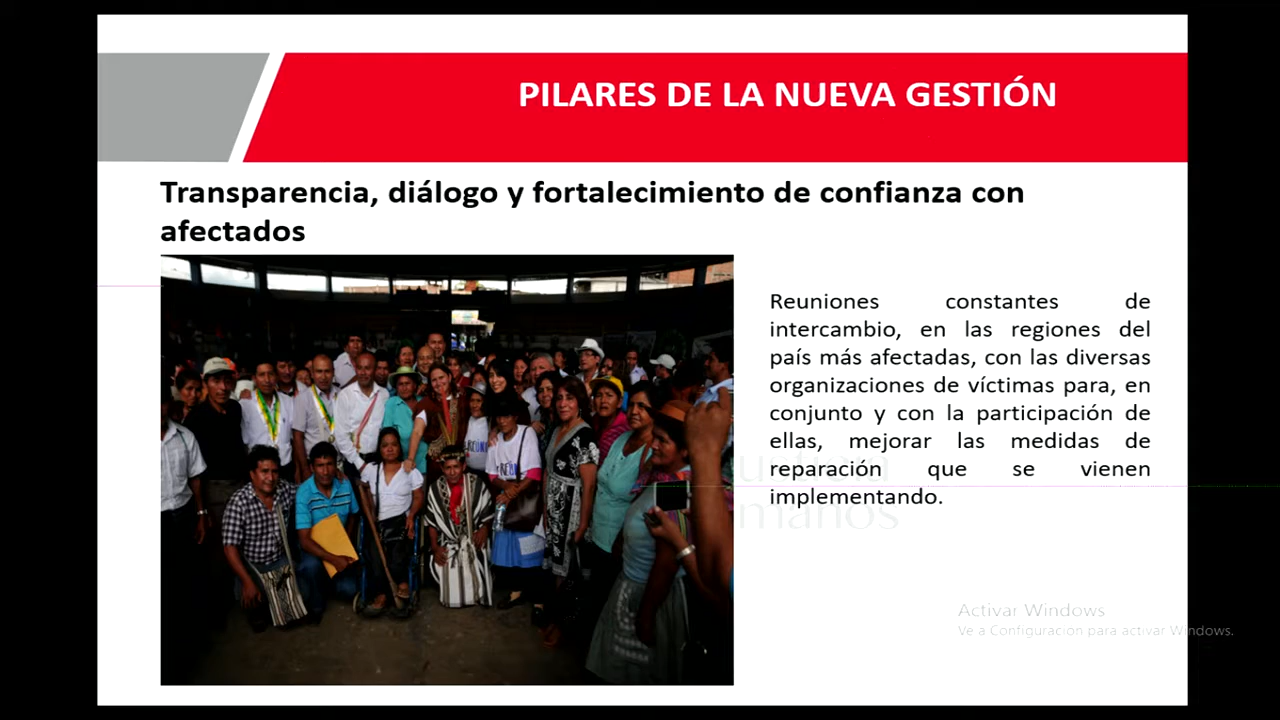 PILARES DE LA NUEVA GESTIÓN
Transparencia, diálogo y fortalecimiento de confianza con
afectados
Reuniones constantes de
intercambio, en las regiones del
país más afectadas, con las diversas
organizaciones de víctimas para, en
conjunto y con la participación de
ellas, mejorar las medidas de
reparación que se vienen
implementando.
Activar Windows
Ve a Configuracion para activar Windows.